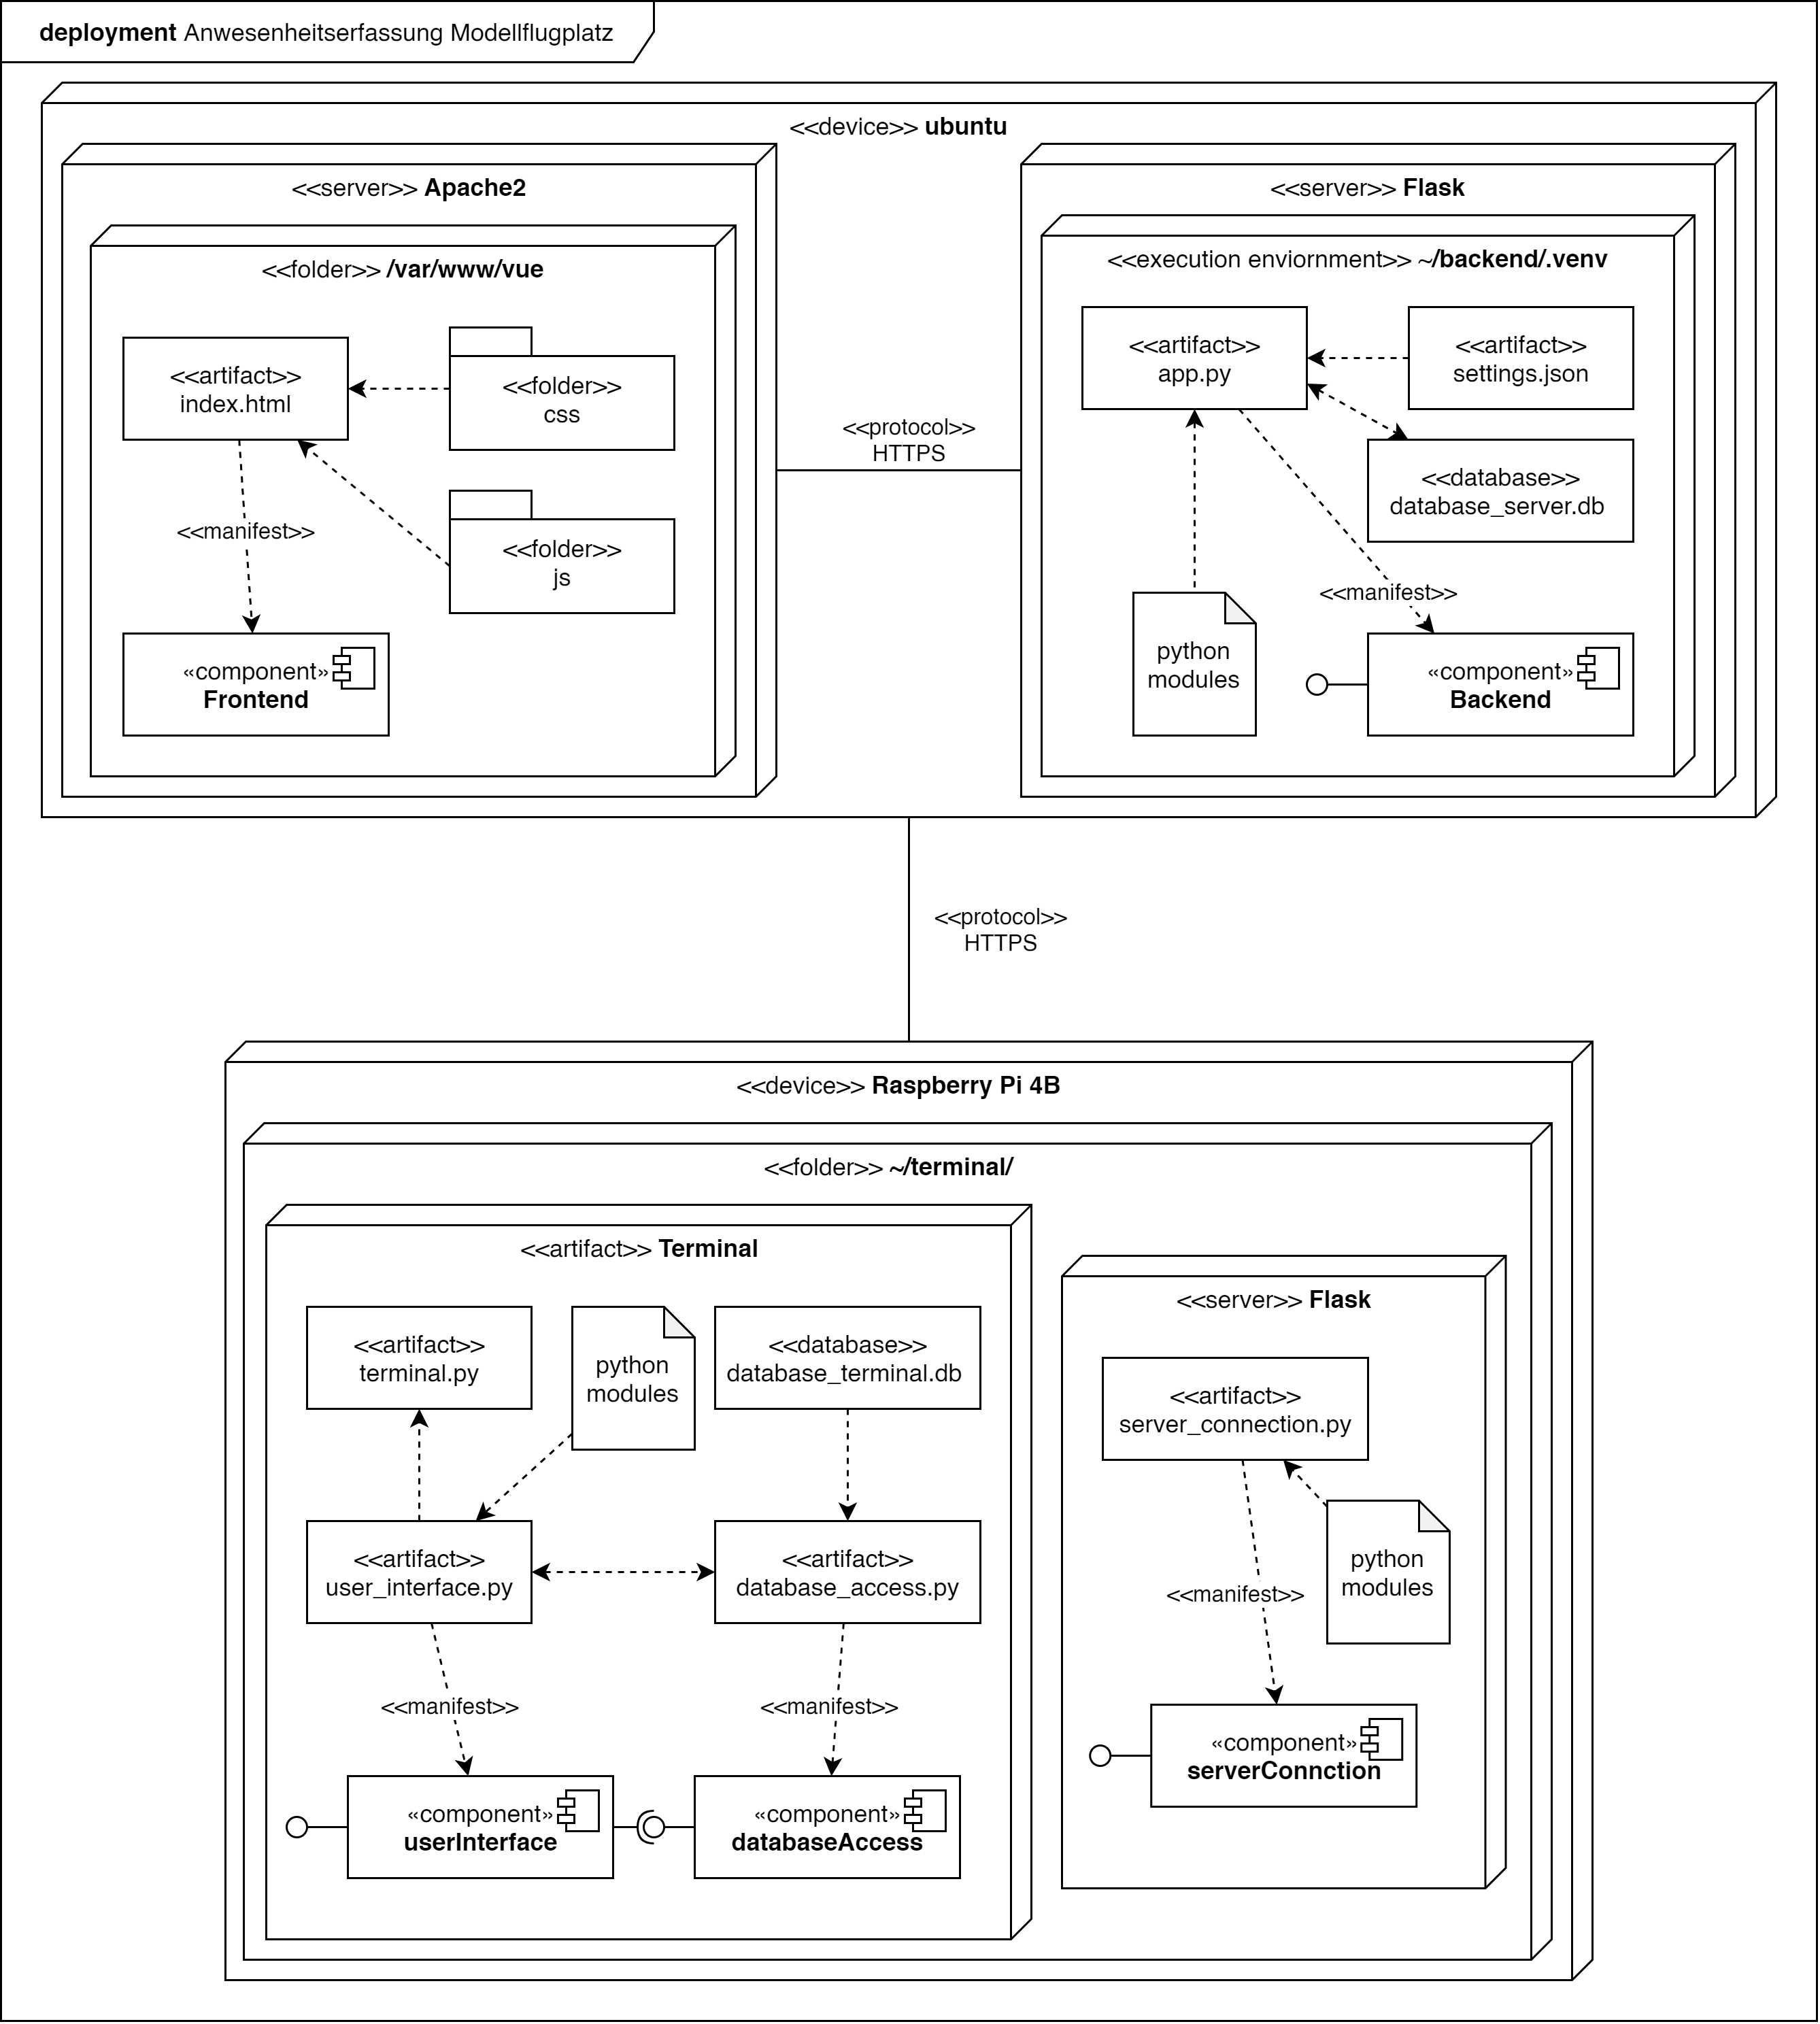 deployment Anwesenheitserfassung Modellflugplatz
<<device>> ubuntu
<<server>> Apache2
<<folder>> /var/www/vue
<<artifact>>
index.html
<<folder>>
css
<<manifest>>
<<folder>>
js
«component»
Frontend
<<protocol>>
HTTPS
<<server>> Flask
<<execution enviornment>> ~/backend/.venv
<<artifact>>
app.py
<<artifact>>
settings.json
<<database>>
database_server.db
<<manifest>>
python
modules
«component»
Backend
<<protocol>>
HTTPS
<<device>> Raspberry Pi 4B
<<folder>> ~/terminal/
<<artifact>> Terminal
<<artifact>>
terminal.py
python
modules
<<database>>
database_terminal.db
<<artifact>>
user_interface.py
<<artifact>>
database_access.py
<<manifest>>
<<manifest>>
«component»
userInterface
«component»
databaseAccess
<<server>> Flask
<<artifact>>
server_connection.py
<<manifest>>
python
modules
«component»
serverConnction